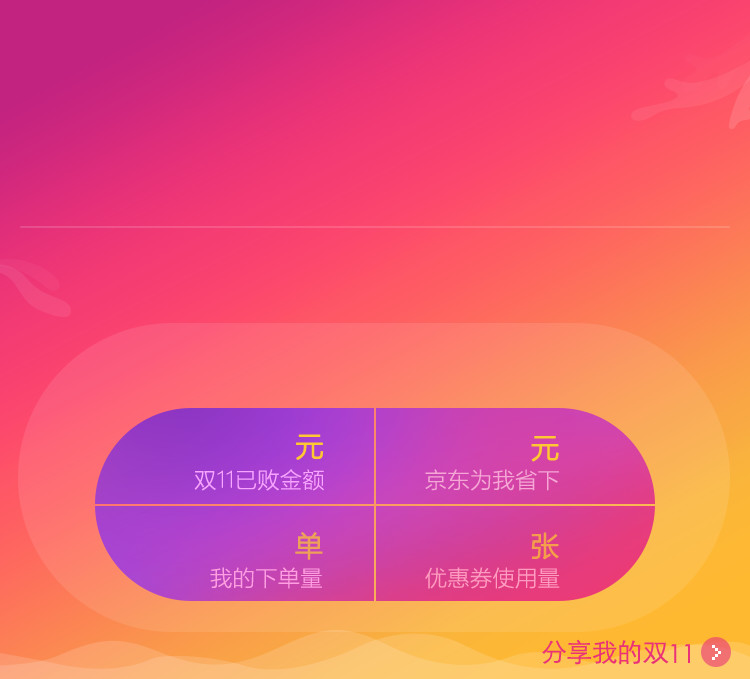 元
元
双11已败金额
京东为我省下
单
张
我的下单量
优惠券使用量
分享我的双11